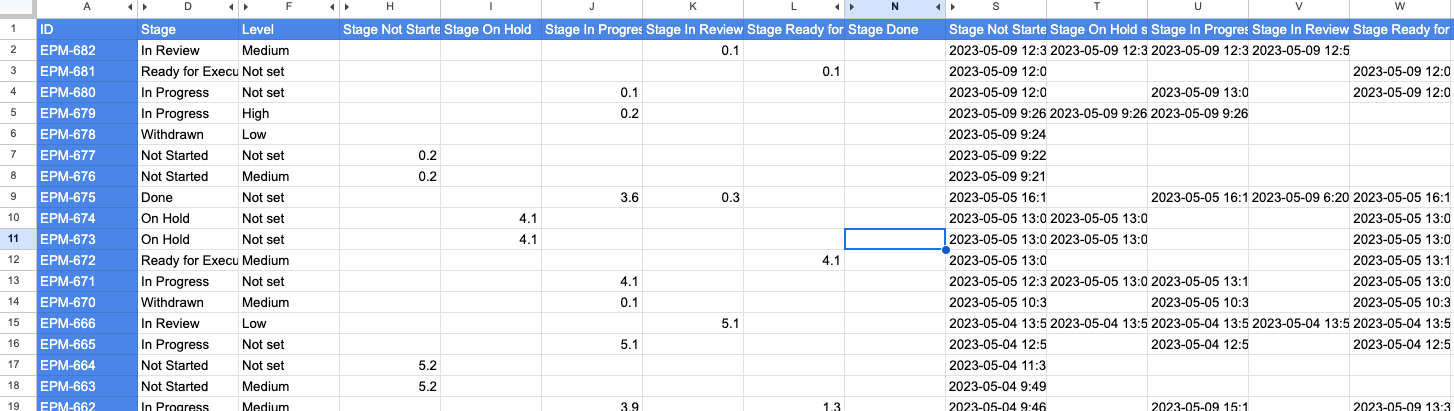 A D F H I J K L N S T U V W
1 ID Stage Level Stage Not Starte Stage On Hold Stage In Progres Stage In Review Stage Ready for Stage Done Stage Not Starte Stage On Hold s Stage In Progres Stage In Review Stage Ready for
2 EPM-682 In Review Medium 0.1 2023-05-09 12:3 2023-05-09 12:3 2023-05-09 12:3 2023-05-09 12:5
3 EPM-681 Ready for Execu Not set 0.1 2023-05-09 12:0 2023-05-09 12:0
4 EPM-680 In Progress Not set 0.1 2023-05-09 12:0 2023-05-09 13:0 2023-05-09 12:0
5 EPM-679 In Progress High 0.2 2023-05-09 9:26 2023-05-09 9:26 2023-05-09 9:26
6 EPM-678 Withdrawn Low 2023-05-09 9:24
7 EPM-677 Not Started Not set 0.2 2023-05-09 9:22
8 EPM-676 Not Started Medium 0.2 2023-05-09 9:21
9 EPM-675 Done Not set 3.6 0.3 2023-05-05 16:1 2023-05-05 16:1 2023-05-09 6:20 2023-05-05 16:1
10 EPM-674 On Hold Not set 4.1 2023-05-05 13:0 2023-05-05 13:0 2023-05-05 13:0
11 EPM-673 On Hold Not set 4.1 2023-05-05 13:0 2023-05-05 13:0 2023-05-05 13:0
12 EPM-672 Ready for Execu Medium 4.1 2023-05-05 13:0 2023-05-05 13:1
13 EPM-671 In Progress Not set 4.1 2023-05-05 12:3 2023-05-05 13:0 2023-05-05 13:1 2023-05-05 13:0
14 EPM-670 Withdrawn Medium 0.1 2023-05-05 10:3 2023-05-05 10:3 2023-05-05 10:3
15 EPM-666 In Review Low 5.1 2023-05-04 13:5 2023-05-04 13:5 2023-05-04 13:5 2023-05-04 13:5 2023-05-04 13:5
16 EPM-665 In Progress Not set 5.1 2023-05-04 12:5 2023-05-04 12:5 2023-05-04 12:5
17 EPM-664 Not Started Not set 5.2 2023-05-04 11:3
18 EPM-663 Not Started Medium 5.2 2023-05-04 9:49
19 EPM-662 In Progress Medium 3.9 1.3 2023-05-04 9:46 2023-05-09 15:1 2023-05-09 13:3